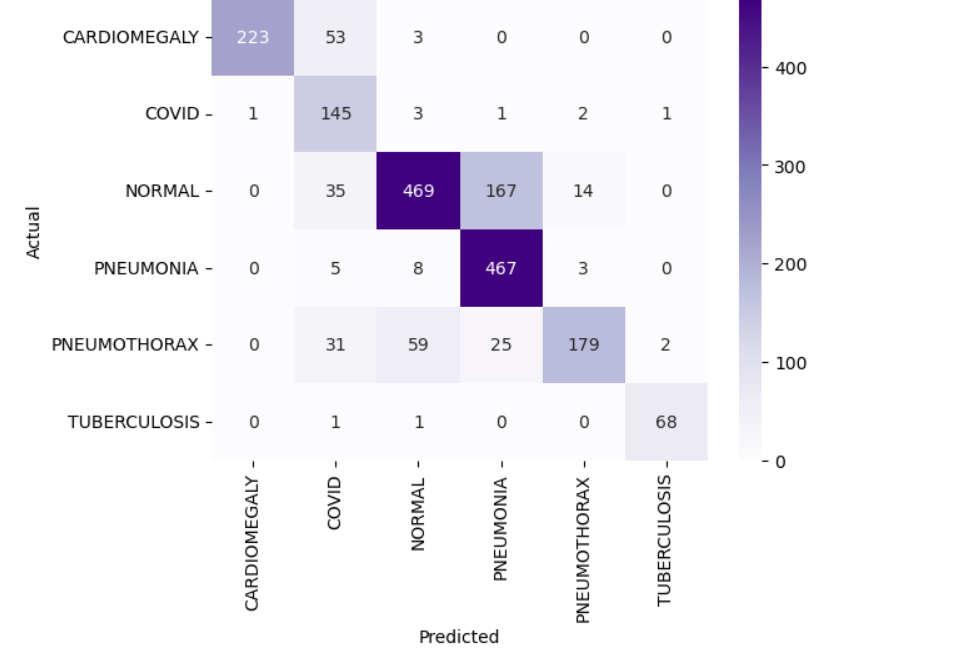 CARDIOMEGALY 223 53 3 0 0 0
COVID 1 145 3 1 2 1
NORMAL 0 35 469 167 14 0
PNEUMONIA 0 5 8 467 3 0
PNEUMOTHORAX 0 31 59 25 179 2
TUBERCULOSIS 0 1 1 0 0 68
Actual
CARDIOMEGALY
COVID
NORMAL
PNEUMONIA
PNEUMOTHORAX
TUBERCULOSIS
Predicted
400
300
200
100
0